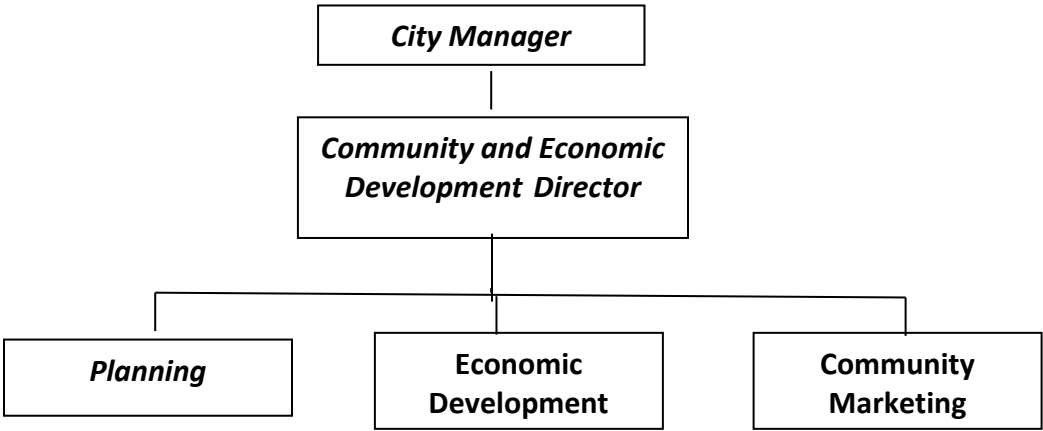 City Manager
Community and Economic
Development Director
Planning
Economic
Development
Community
Marketing